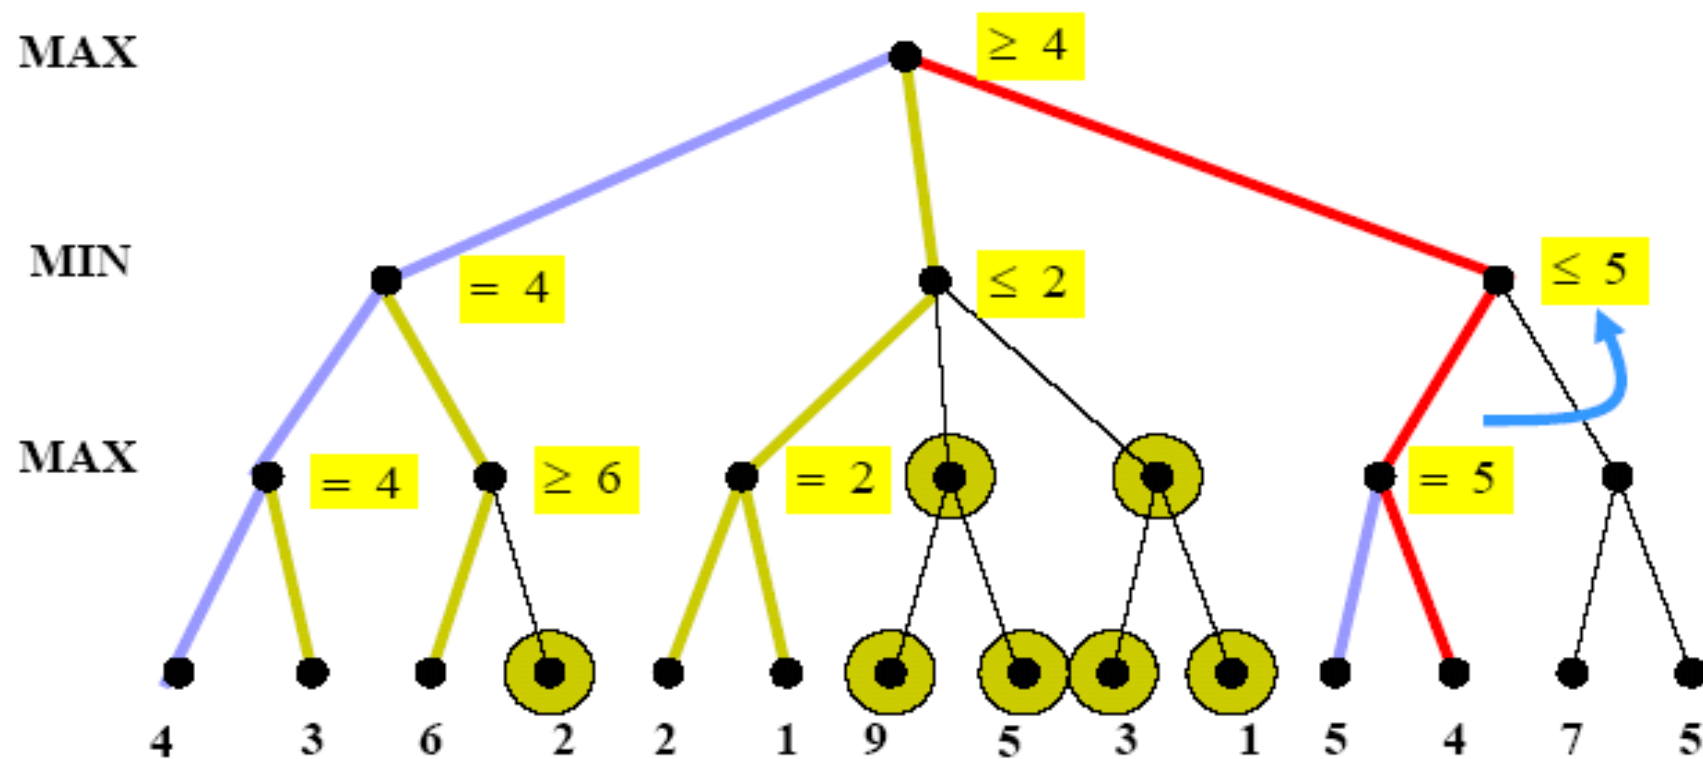 MAX ≥ 4
MIN = 4 ≤ 2 ≤ 5
MAX = 4 ≥ 6 = 2 = 5
4 3 6 2 2 1 9 5 3 1 5 4 7 5